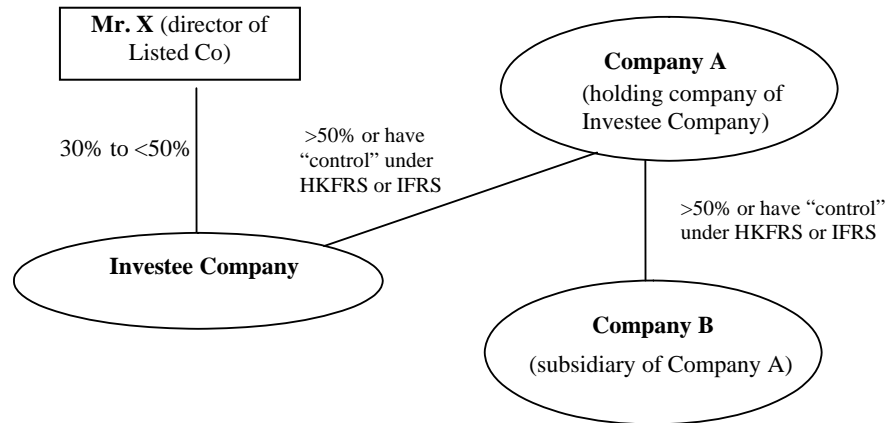 Mr. X (director of
Listed Co)
Company A
(holding company of
Investee Company)
30% to <50%
>50% or have
“control” under
HKFRS or IFRS
>50% or have “control”
under HKFRS or IFRS
Investee Company
Company B
(subsidiary of Company A)